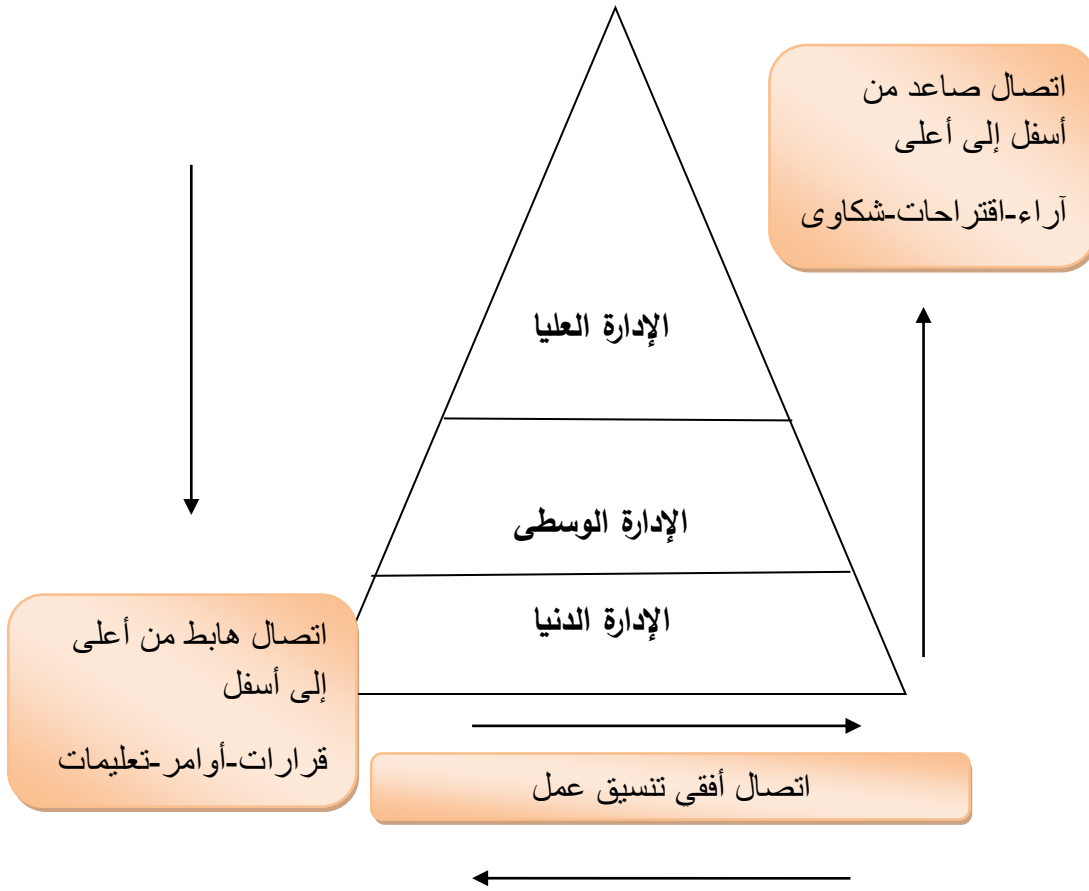 اتصال صاعد من
أسفل إلى أعلى
آراء-اقتراحات-شكاوى
الإدارة العليا
الإدارة الوسطى
الإدارة الدنيا
اتصال هابط من أعلى
إلى أسفل
قرارات-أوامر-تعليمات
اتصال أفقي تنسيق عمل